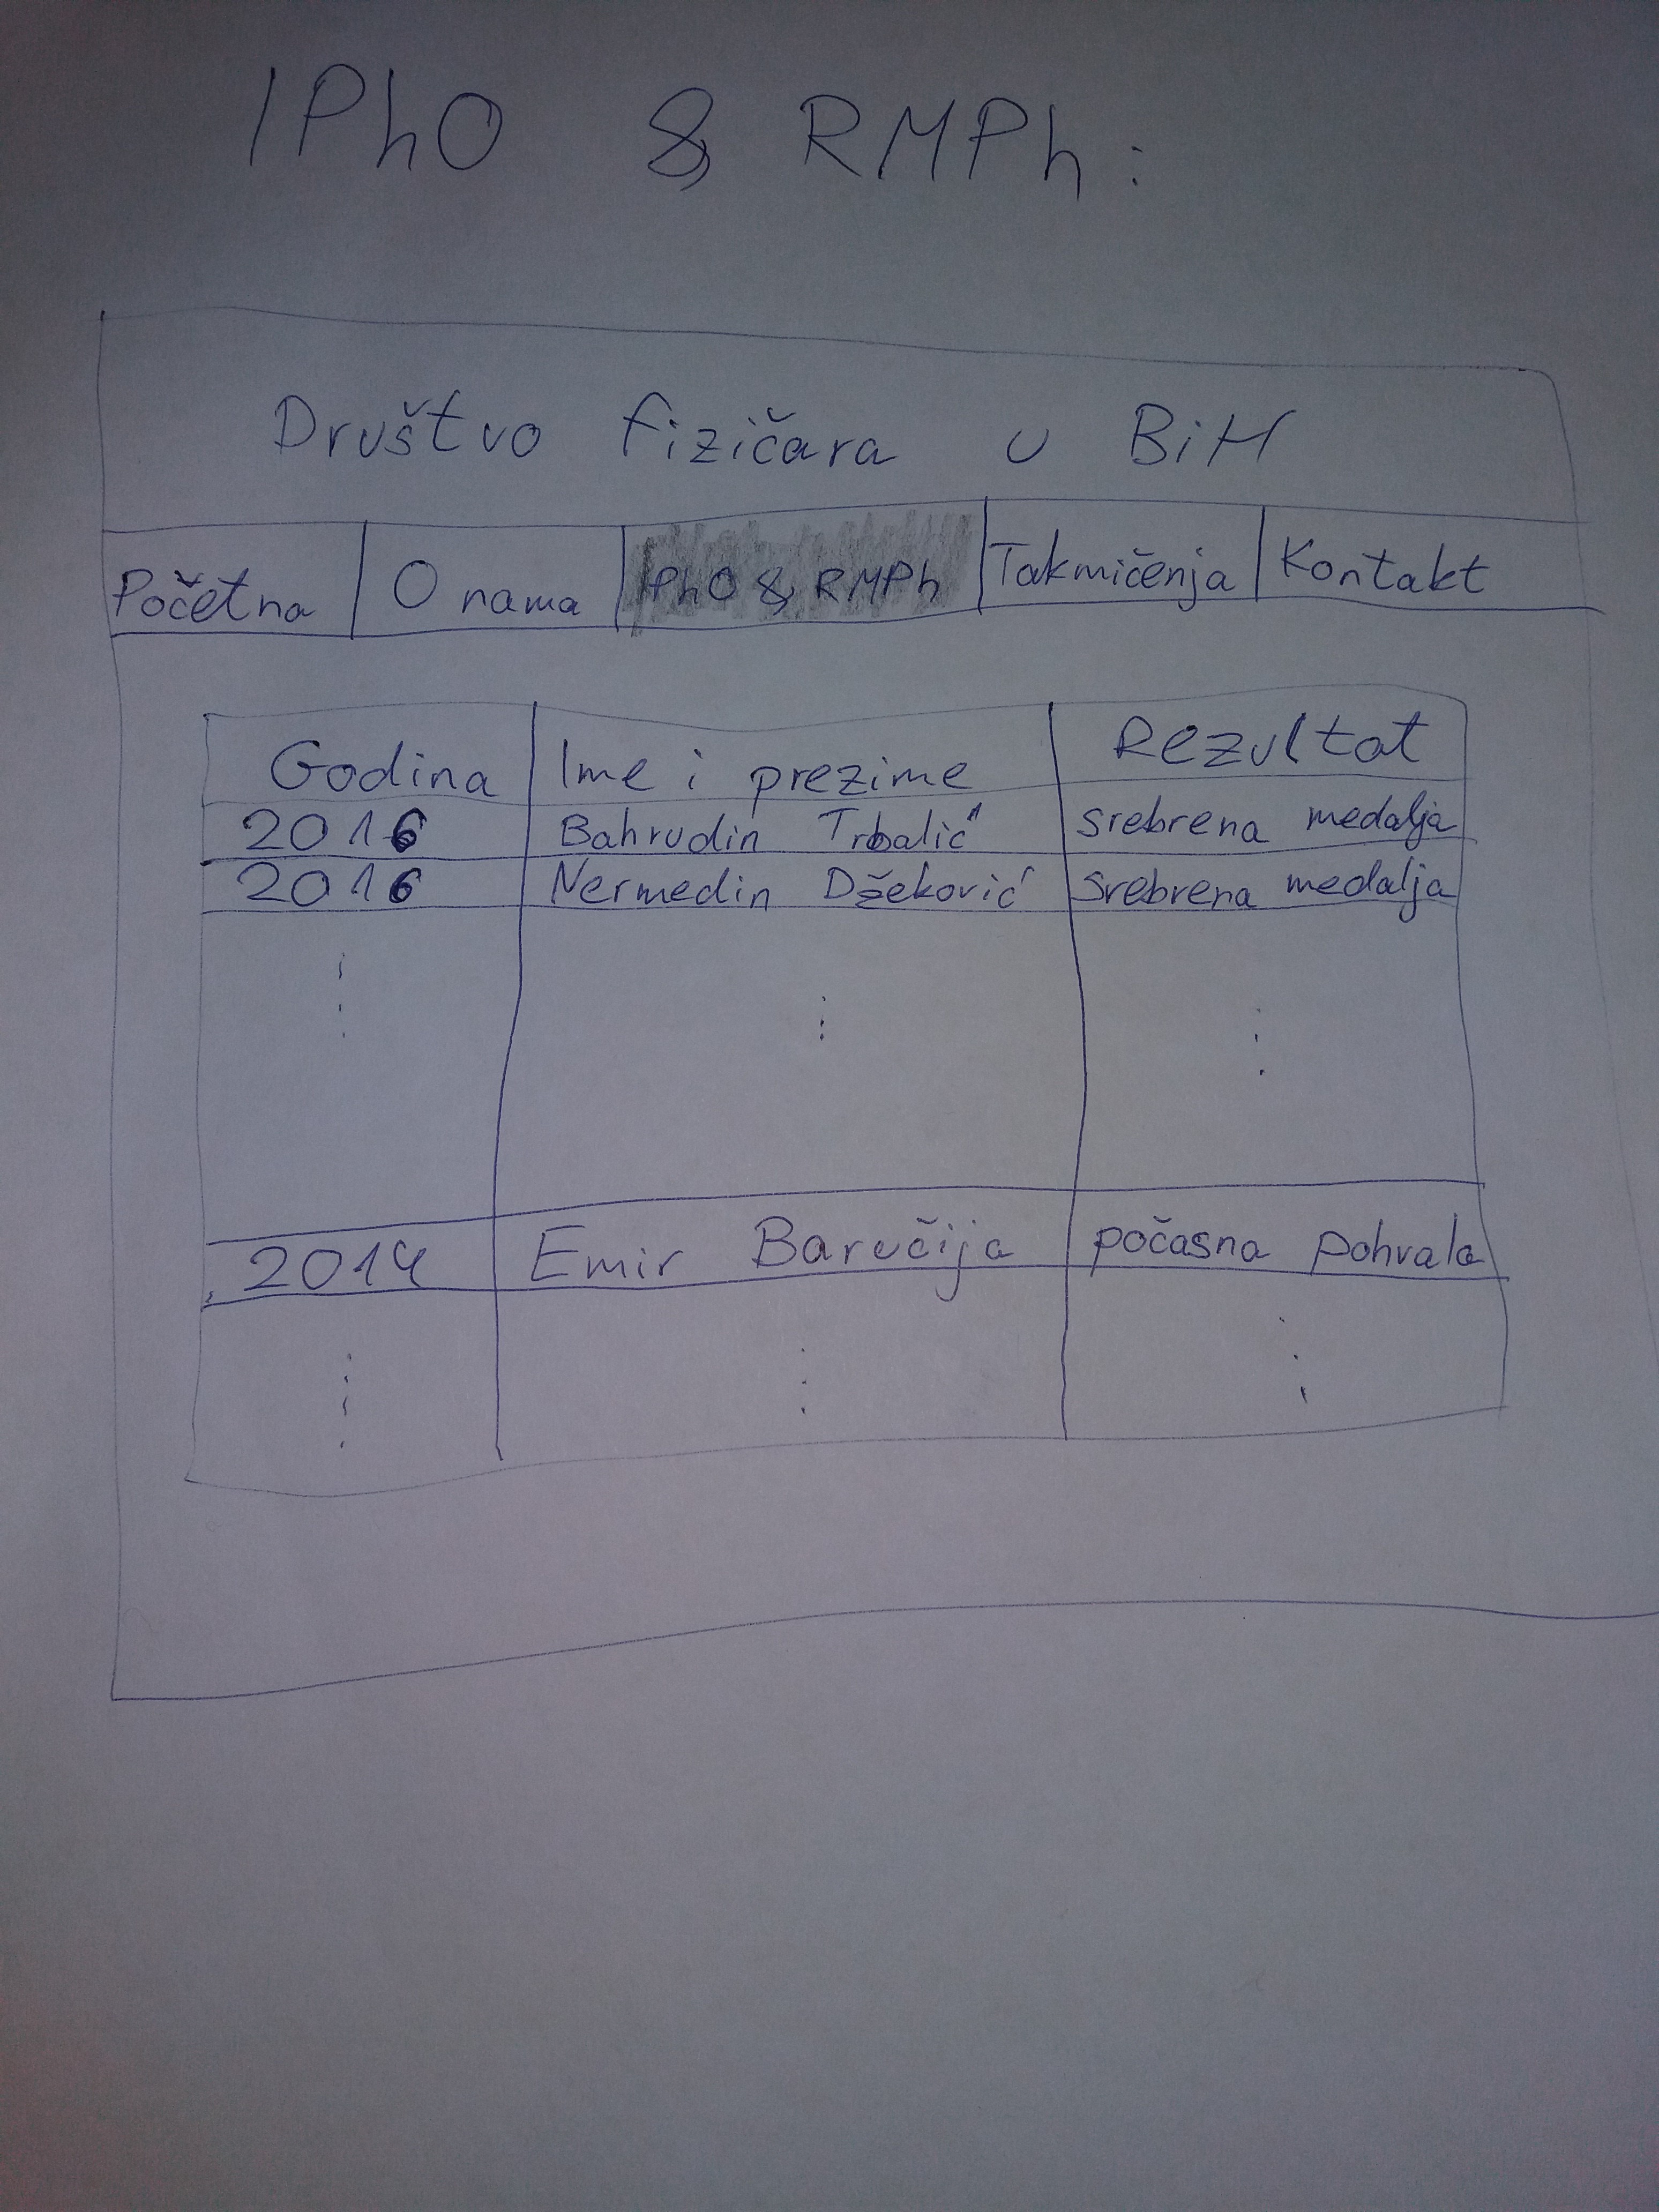 IPhO & RMPh:
Društvo fizičara u BiH
Početna O nama IPhO & RMPh Takmičenja Kontakt
Godina Ime i prezime Rezultat
2016 Bahrudin Trbalić srebrena medalja
2016 Nermedin Džeković srebrena medalja
2014 Emir Baručija počasna pohvala